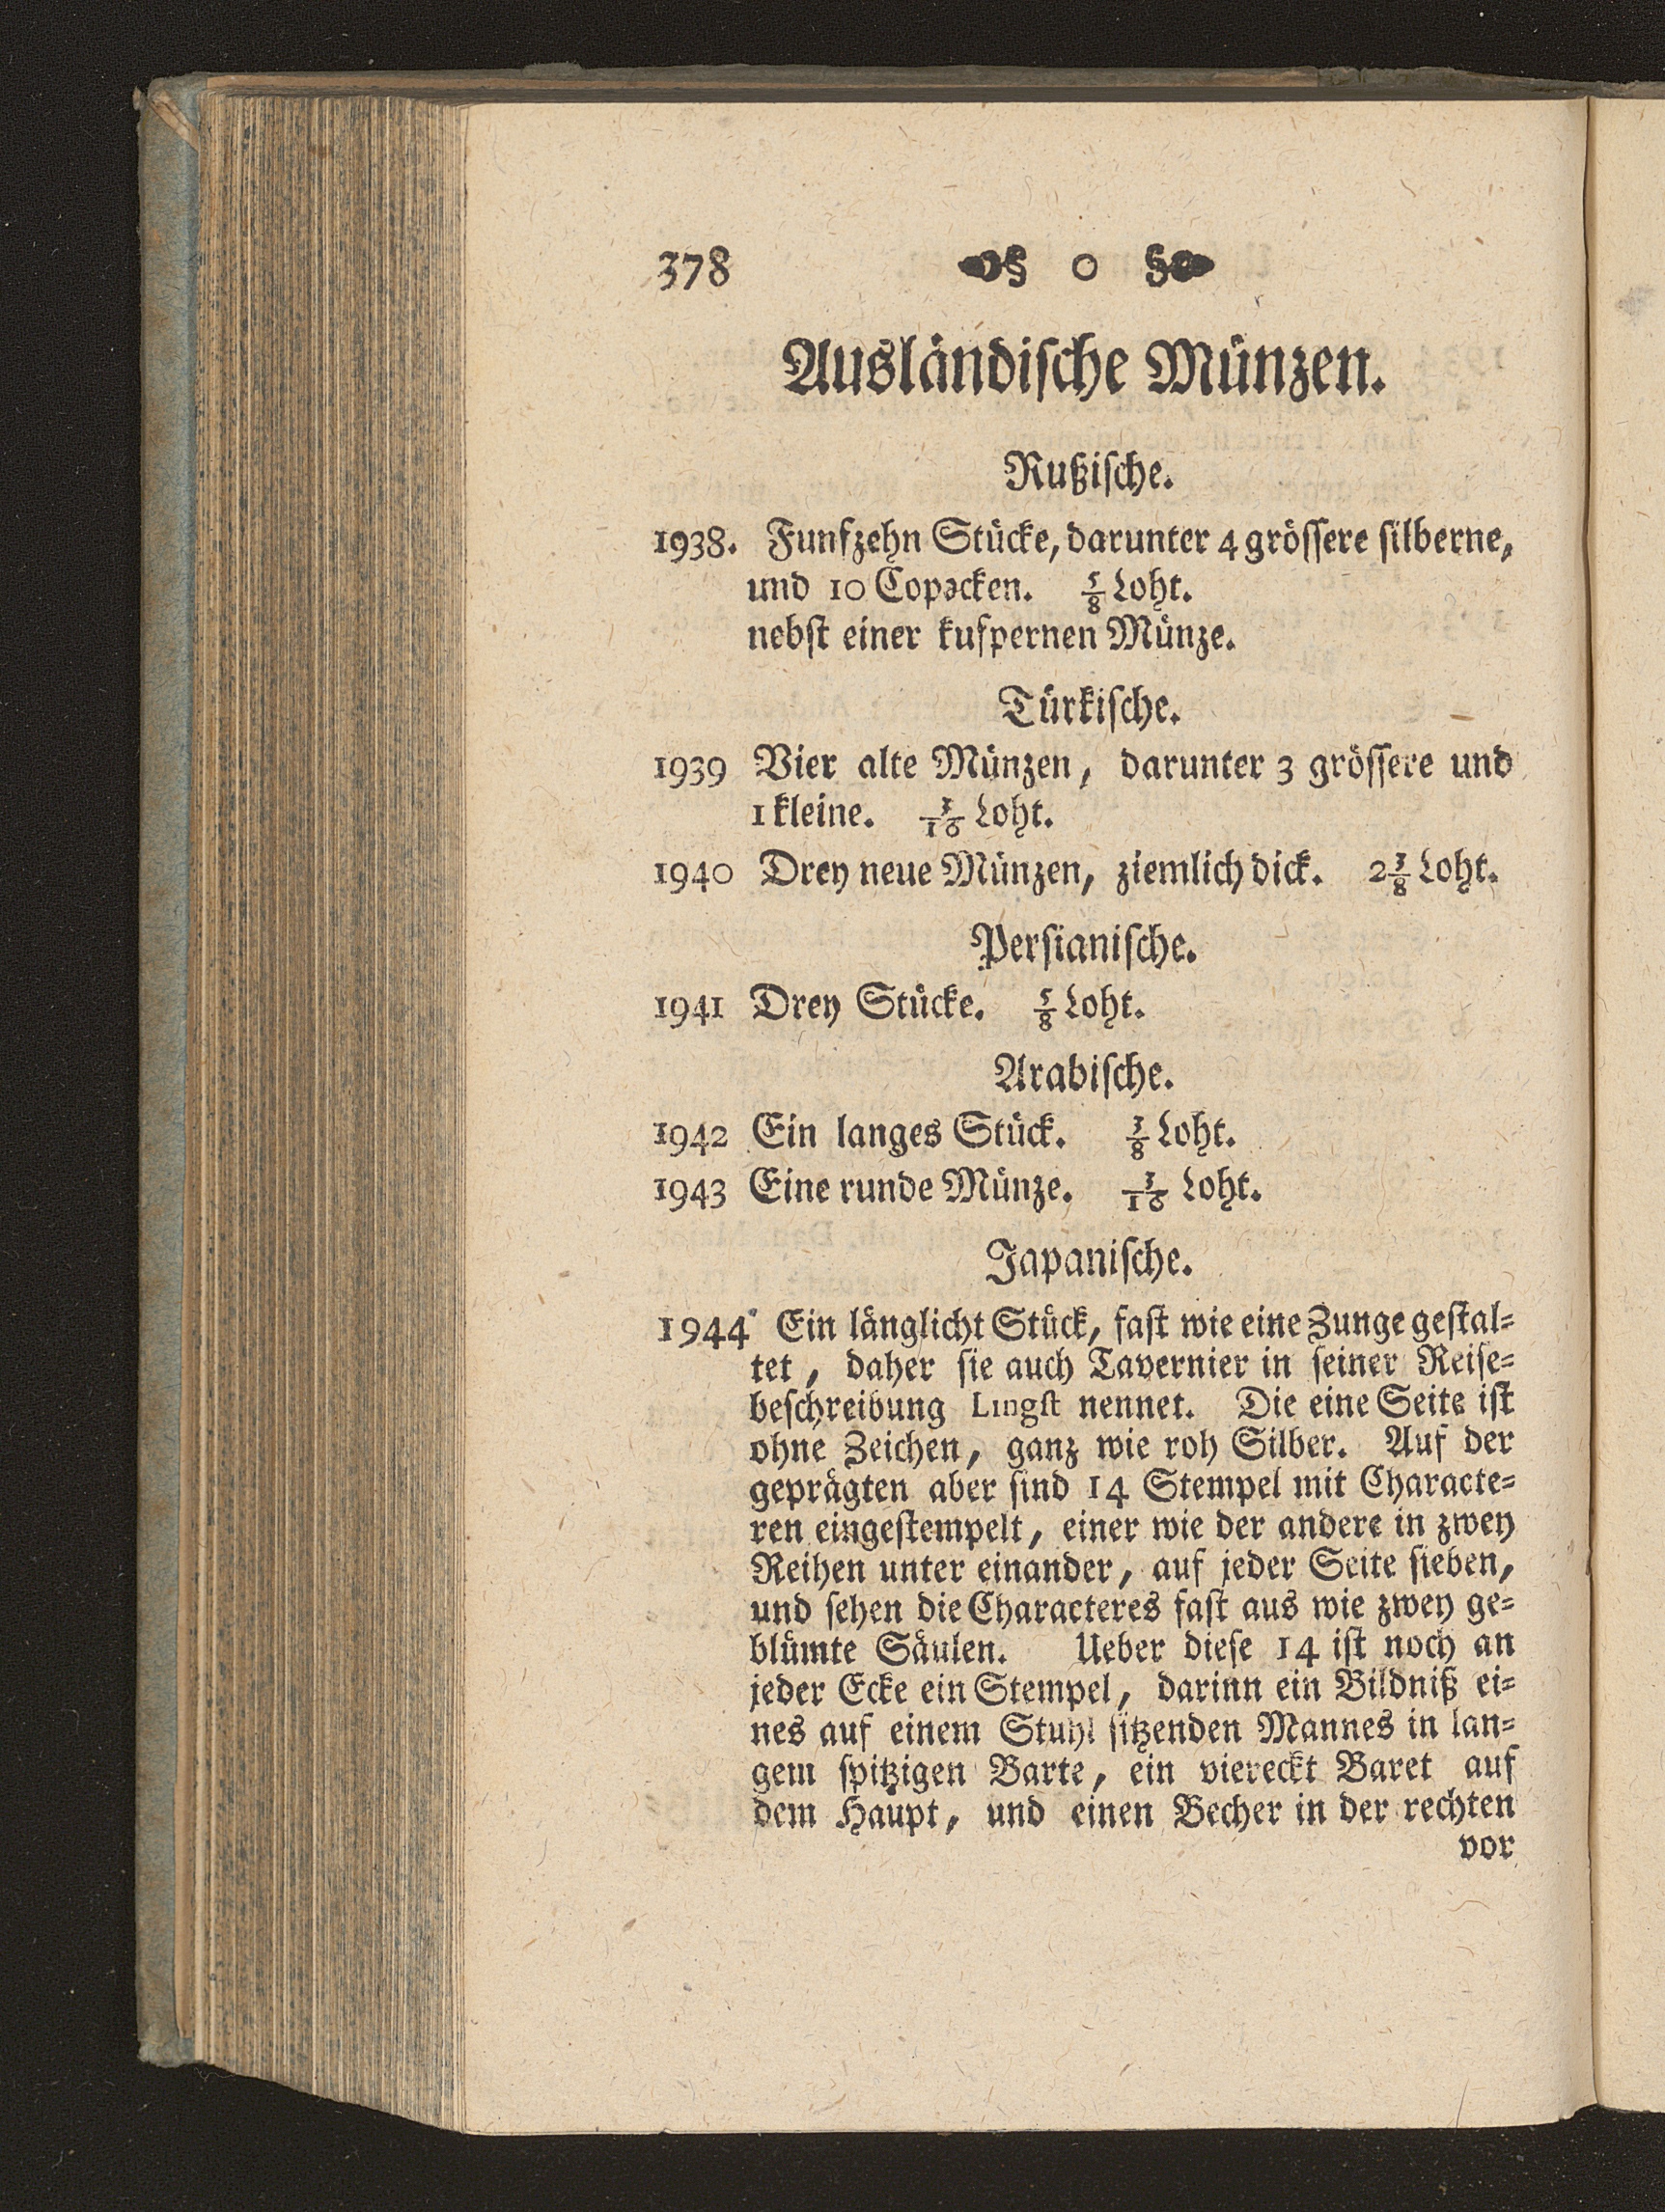 378 §  0  §
Ausländische Münzen.
Rußische.
1938. Funfzehn Stücke, darunter 4 grössere silberne,
und 10 Copacken. ⅝ Loht.
nebst einer kufpernen Münze.
Türkische.
1939 Vier alte Münzen, darunter 3 grössere und
1 kleine. Loht.
1940 Drey neue Münzen, ziemlich dick. Loht.
Persianische.
1941 Drey Stücke. ⅝ Loht.
Arabische.
1942 Ein langes Stück. Loht.
1943 Eine runde Münze. Loht.
Japanische.
1944 Ein länglicht Stück, fast wie eine Zunge gestal=
tet, daher sie auch Tavernier in seiner Reise=
beschreibung Lingſt nennet. Die eine Seite ist
ohne Zeichen, ganz wie roh Silber. Auf der
geprägten aber sind 14 Stempel mit Characte=
ren eingestempelt, einer wie der andere in zwey
Reihen unter einander, auf jeder Seite sieben,
und sehen die Characteres fast aus wie zwey ge=
blümte Säulen. Ueber diese 14 ist noch an
jeder Ecke ein Stempel, darinn ein Bildniß ei=
nes auf einem Stuhl sitzenden Mannes in lan=
gem spitzigen Barte, ein viereckt Baret auf
dem Haupt, und einen Becher in der rechten
vor